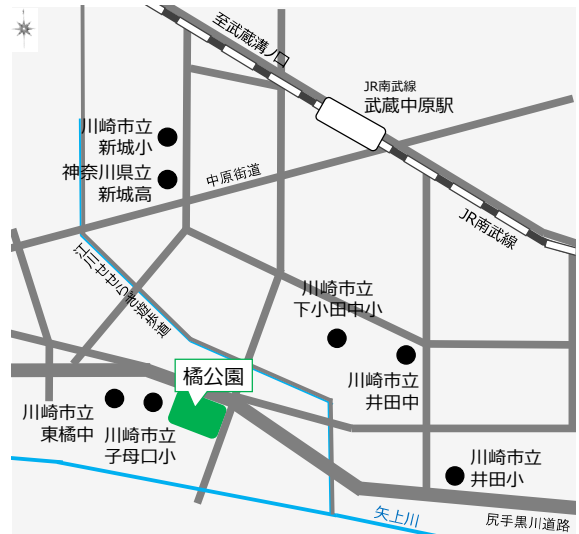 至武蔵溝ノ口
JR南武線
武蔵中原駅
川崎市立
新城小
神奈川県立
新城高
中原街道
JR南武線
江川せせらぎ遊歩道
川崎市立
下小田中小
橘公園
川崎市立
井田中
川崎市立
東橘中
川崎市立
子母口小
川崎市立
井田小
矢上川
尻手黒川道路